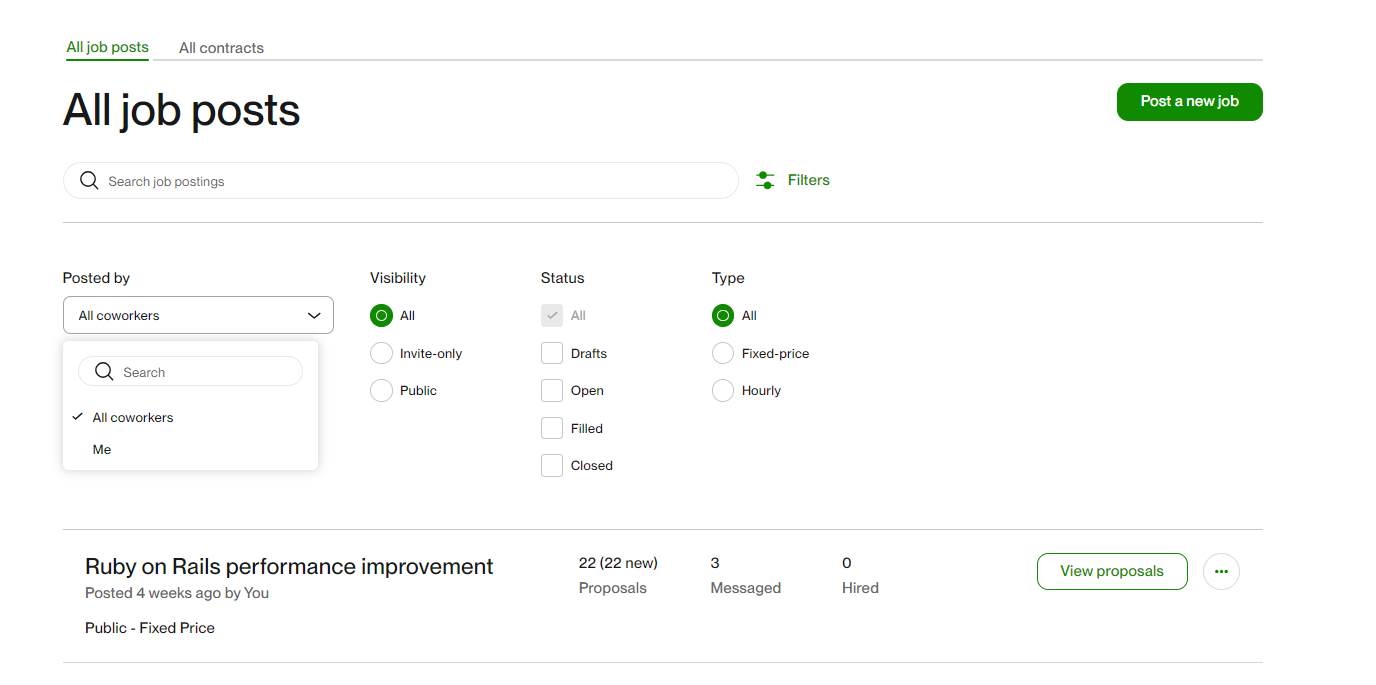 All job posts
All contracts
All job posts
Post a new job
Search job postings
Filters
Posted by
All coworkers
Search
All coworkers
Me
Visibility
All
Invite-only
Public
Status
All
Drafts
Open
Filled
Closed
Type
All
Fixed-price
Hourly
Ruby on Rails performance improvement
Posted 4 weeks ago by You
Public - Fixed Price
22 (22 new)
Proposals
3
Messaged
0
Hired
View proposals